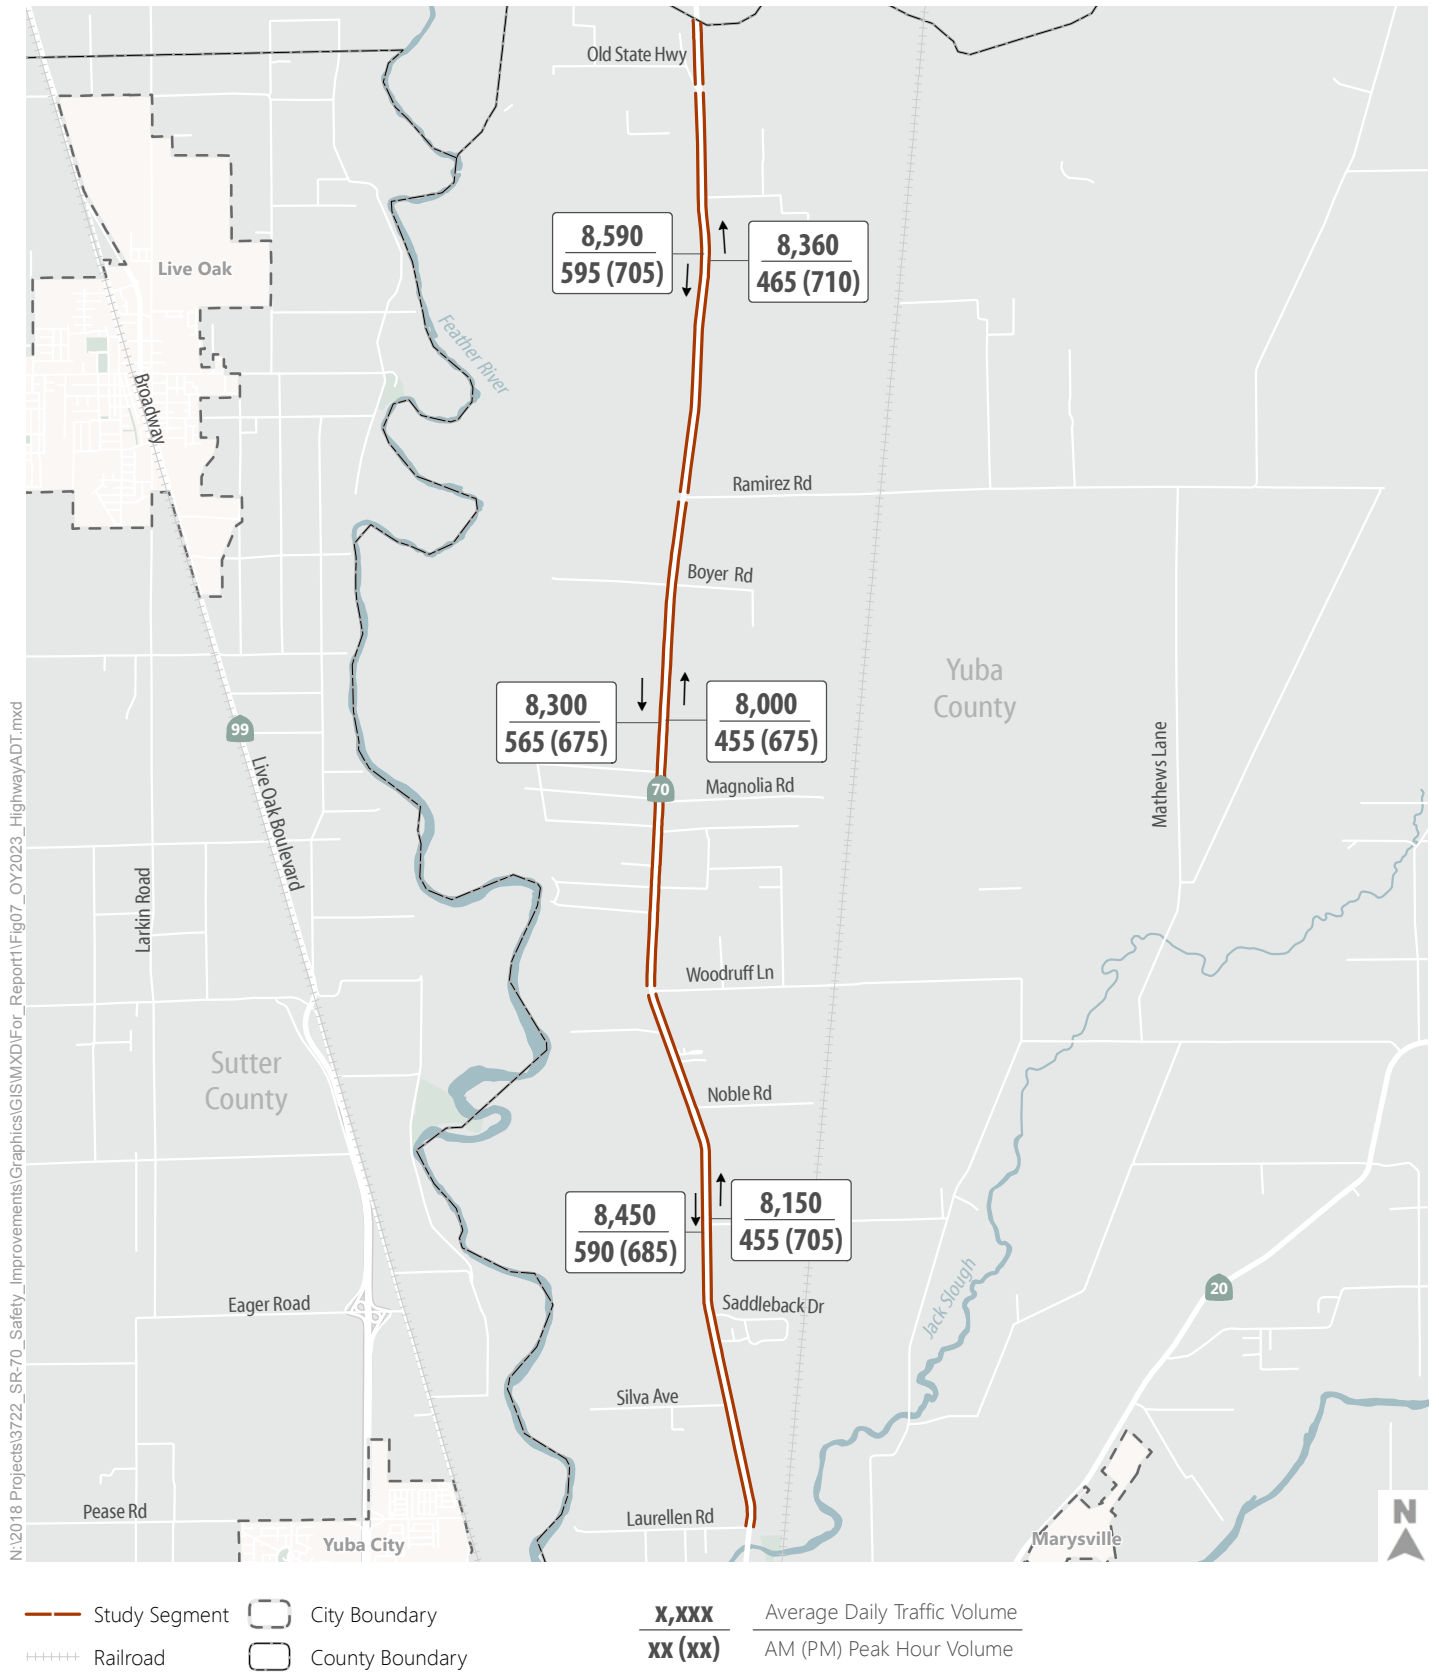 Old State Hwy
8,590
595 (705)
8,360
465 (710)
Live Oak
Feather River
Broadway
Ramirez Rd
Boyer Rd
Yuba
County
8,300
565 (675)
8,000
455 (675)
99
Live Oak Boulevard
70
Magnolia Rd
Mathews Lane
Larkin Road
Woodruff Ln
Sutter
County
Noble Rd
8,450
590 (685)
8,150
455 (705)
Eager Road
Saddleback Dr
Jack Slough
20
Silva Ave
Pease Rd
Laurellen Rd
Yuba City
Marysville
N
N:\2018 Projects\3722_SR-70_Safety_Improvements\Graphics\GIS\MXD\For_Report1\Fig07_OY2023_HighwayADT.mxd
Study Segment
City Boundary
x,xxx
Average Daily Traffic Volume
Railroad
County Boundary
xx (xx)
AM (PM) Peak Hour Volume